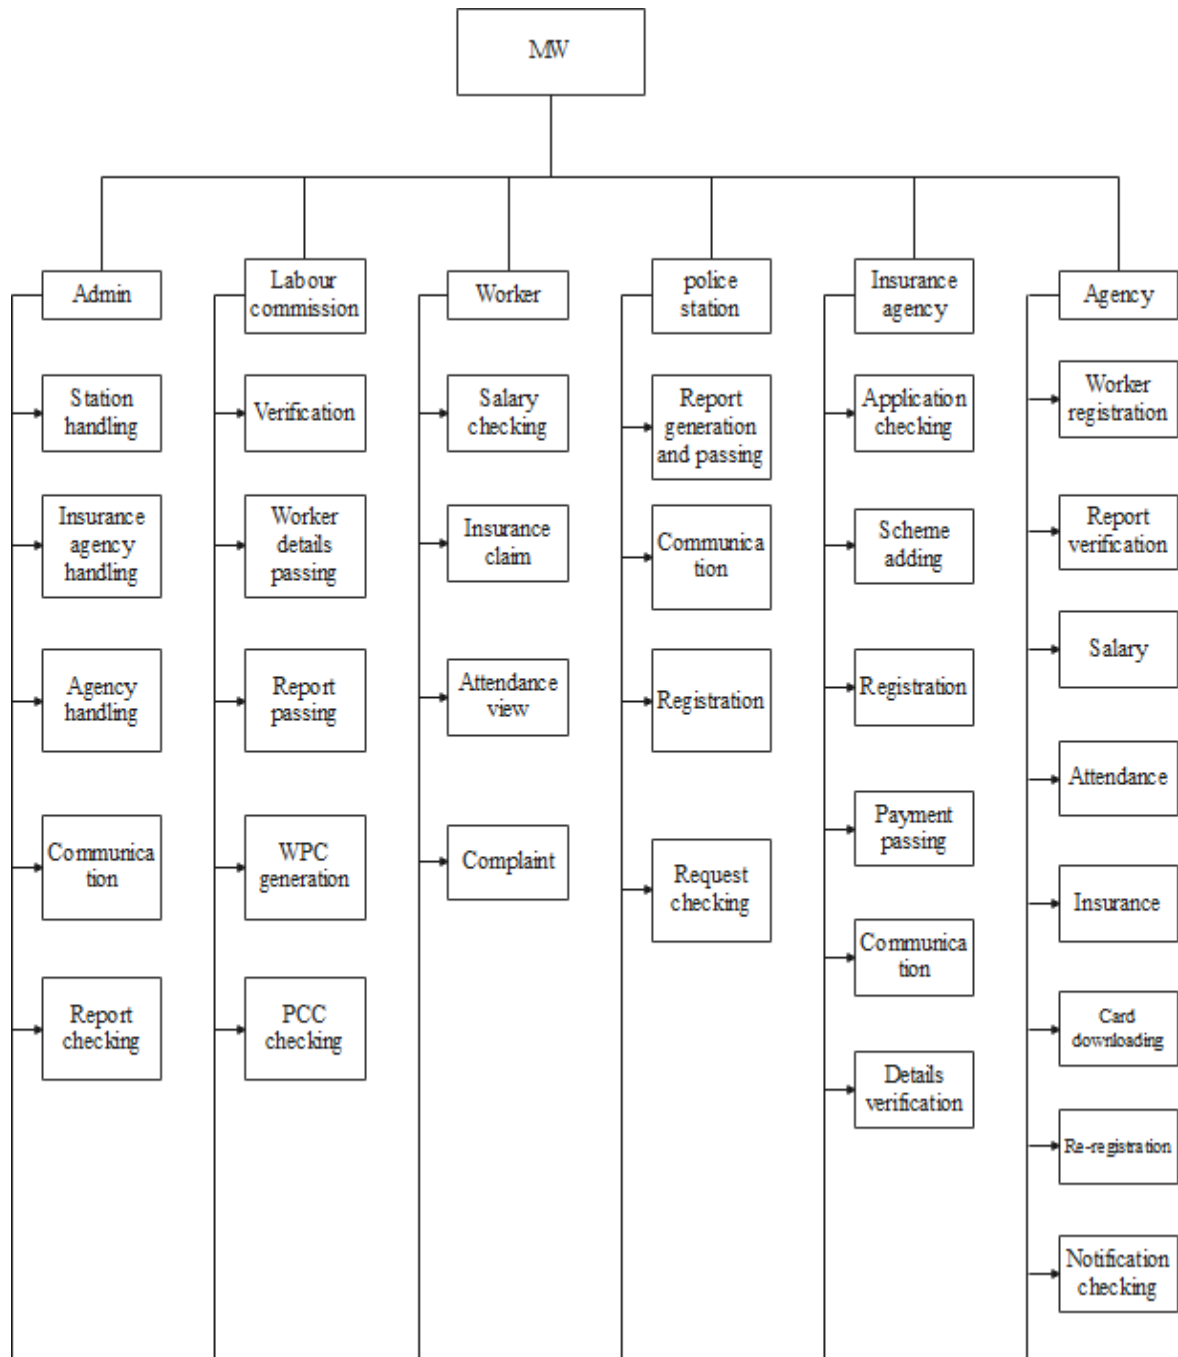 MW
Admin
Labour
commission
Worker
police
station
Insurance
agency
Agency
Station
handling
Insurance
agency
handling
Agency
handling
Communica
tion
Report
checking
Verification
Worker
details
passing
Report
passing
WPC
generation
PCC
checking
Salary
checking
Insurance
claim
Attendance
view
Complaint
Report
generation
and passing
Communica
tion
Registration
Request
checking
Application
checking
Scheme
adding
Registration
Payment
passing
Communica
tion
Details
verification
Worker
registration
Report
verification
Salary
Attendance
Insurance
Card
downloading
Re-registration
Notification
checking